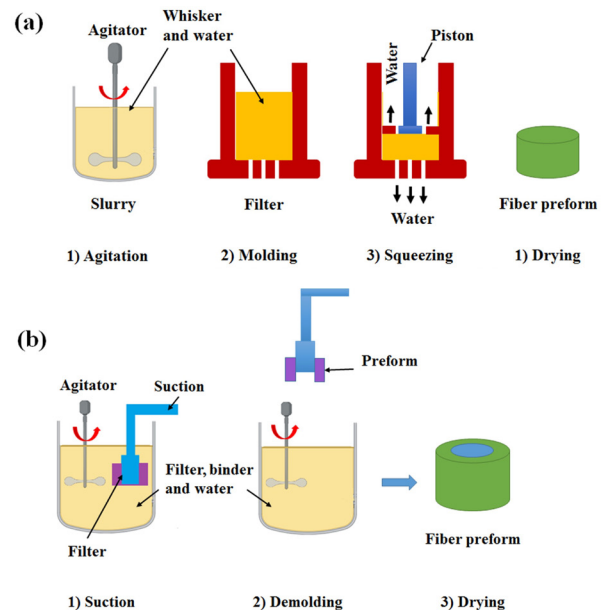 (a)
Whisker
and water
Agitator
Water
Piston
Slurry
Filter
Water
Fiber preform
1) Agitation
2) Molding
3) Squeezing
1) Drying
(b)
Agitator
Suction
Preform
Filter, binder
and water
Filter
Fiber preform
1) Suction
2) Demolding
3) Drying